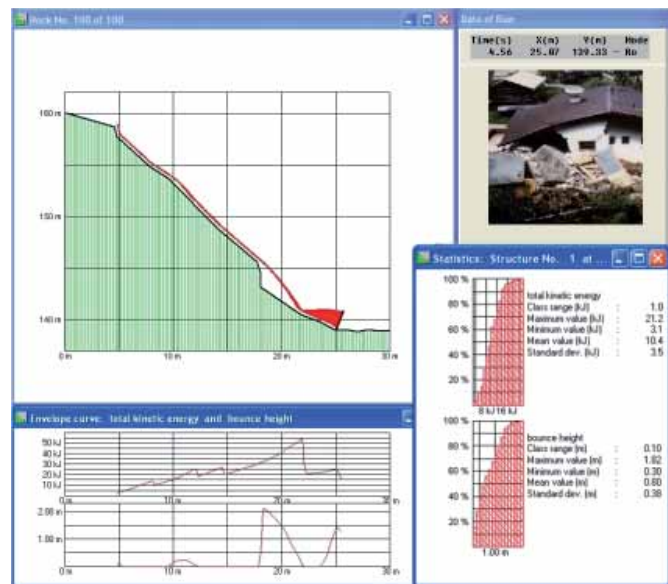 Rock No. 100 of 100
160 m
150 m
140 m
0 m
10 m
20 m
30 m
Time(s) X(m) Y(m) Mode
4.56 25.07 139.33 - Ro
Statistics: Structure No. 1 at ...
100 %
80 %
60 %
40 %
20 %
8 kJ 16 kJ
total kinetic energy
Class range (kJ) : 1.0
Maximum value (kJ) : 21.2
Minimum value (kJ) : 3.1
Mean value (kJ) : 10.4
Standard dev. (kJ) : 3.5
100 %
80 %
60 %
40 %
20 %
1.00 m
bounce height
Class range (m) : 0.10
Maximum value (m) : 1.82
Minimum value (m) : 0.30
Mean value (m) : 0.60
Standard dev. (m) : 0.38
Envelope curve: total kinetic energy and bounce height
50 kJ
40 kJ
30 kJ
20 kJ
10 kJ
0 m
10 m
20 m
30 m
2.00 m
1.00 m
0 m
10 m
20 m
30 m